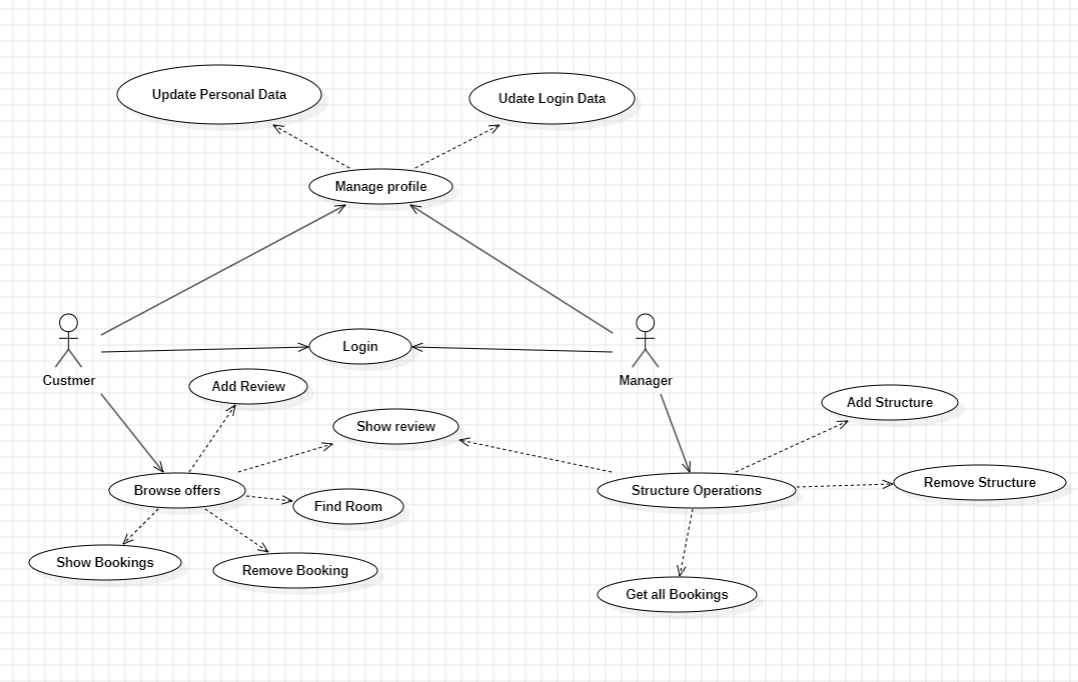 Update Personal Data
Udate Login Data
Manage profile
Login
Custmer
Manager
Add Review
Add Structure
Show review
Remove Structure
Browse offers
Structure Operations
Find Room
Show Bookings
Remove Booking
Get all Bookings